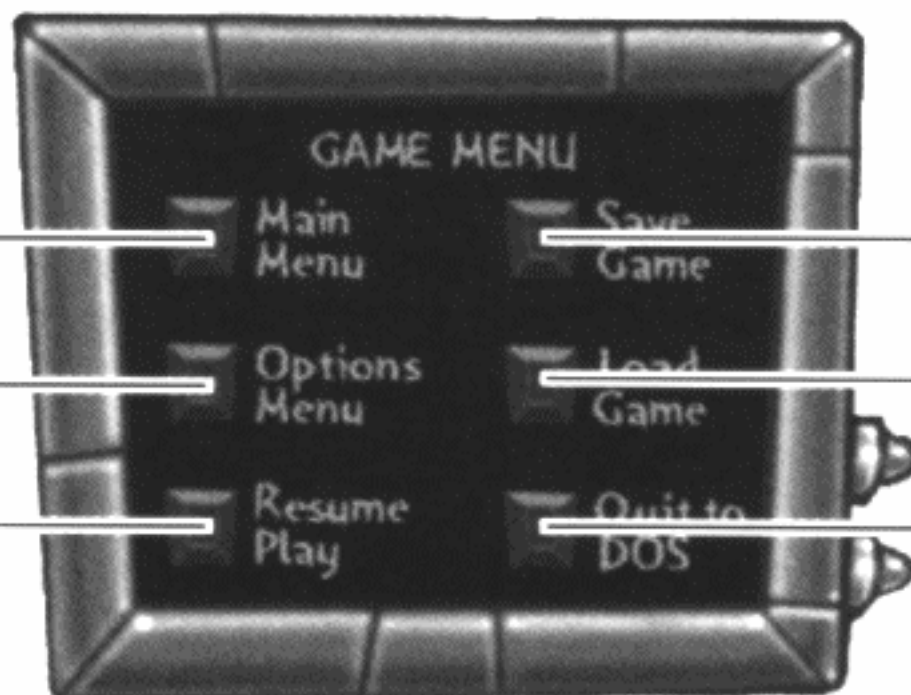 GAME MENU
Main
Menu
Save
Game
Options
Menu
Load
Game
Resume
Play
Quit to
DOS